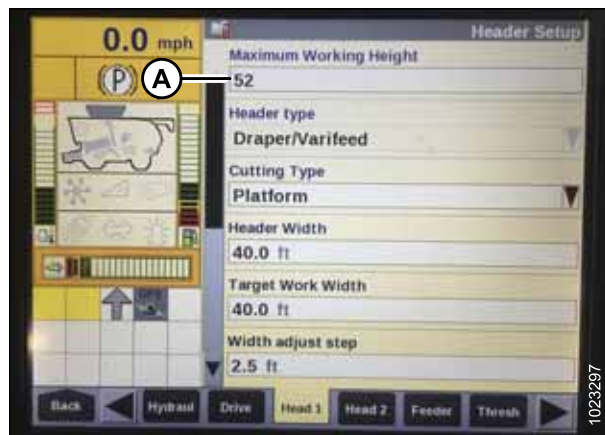 0.0 mph
Header Setup
(P)
A
Maximum Working Height
52
Header type
Draper/Varifeed
Cutting Type
Platform
Header Width
40.0 ft
Target Work Width
40.0 ft
Width adjust step
2.5 ft
Back
Hydraul
Drive
Head 1
Head 2
Feeder
Thresh
1023297